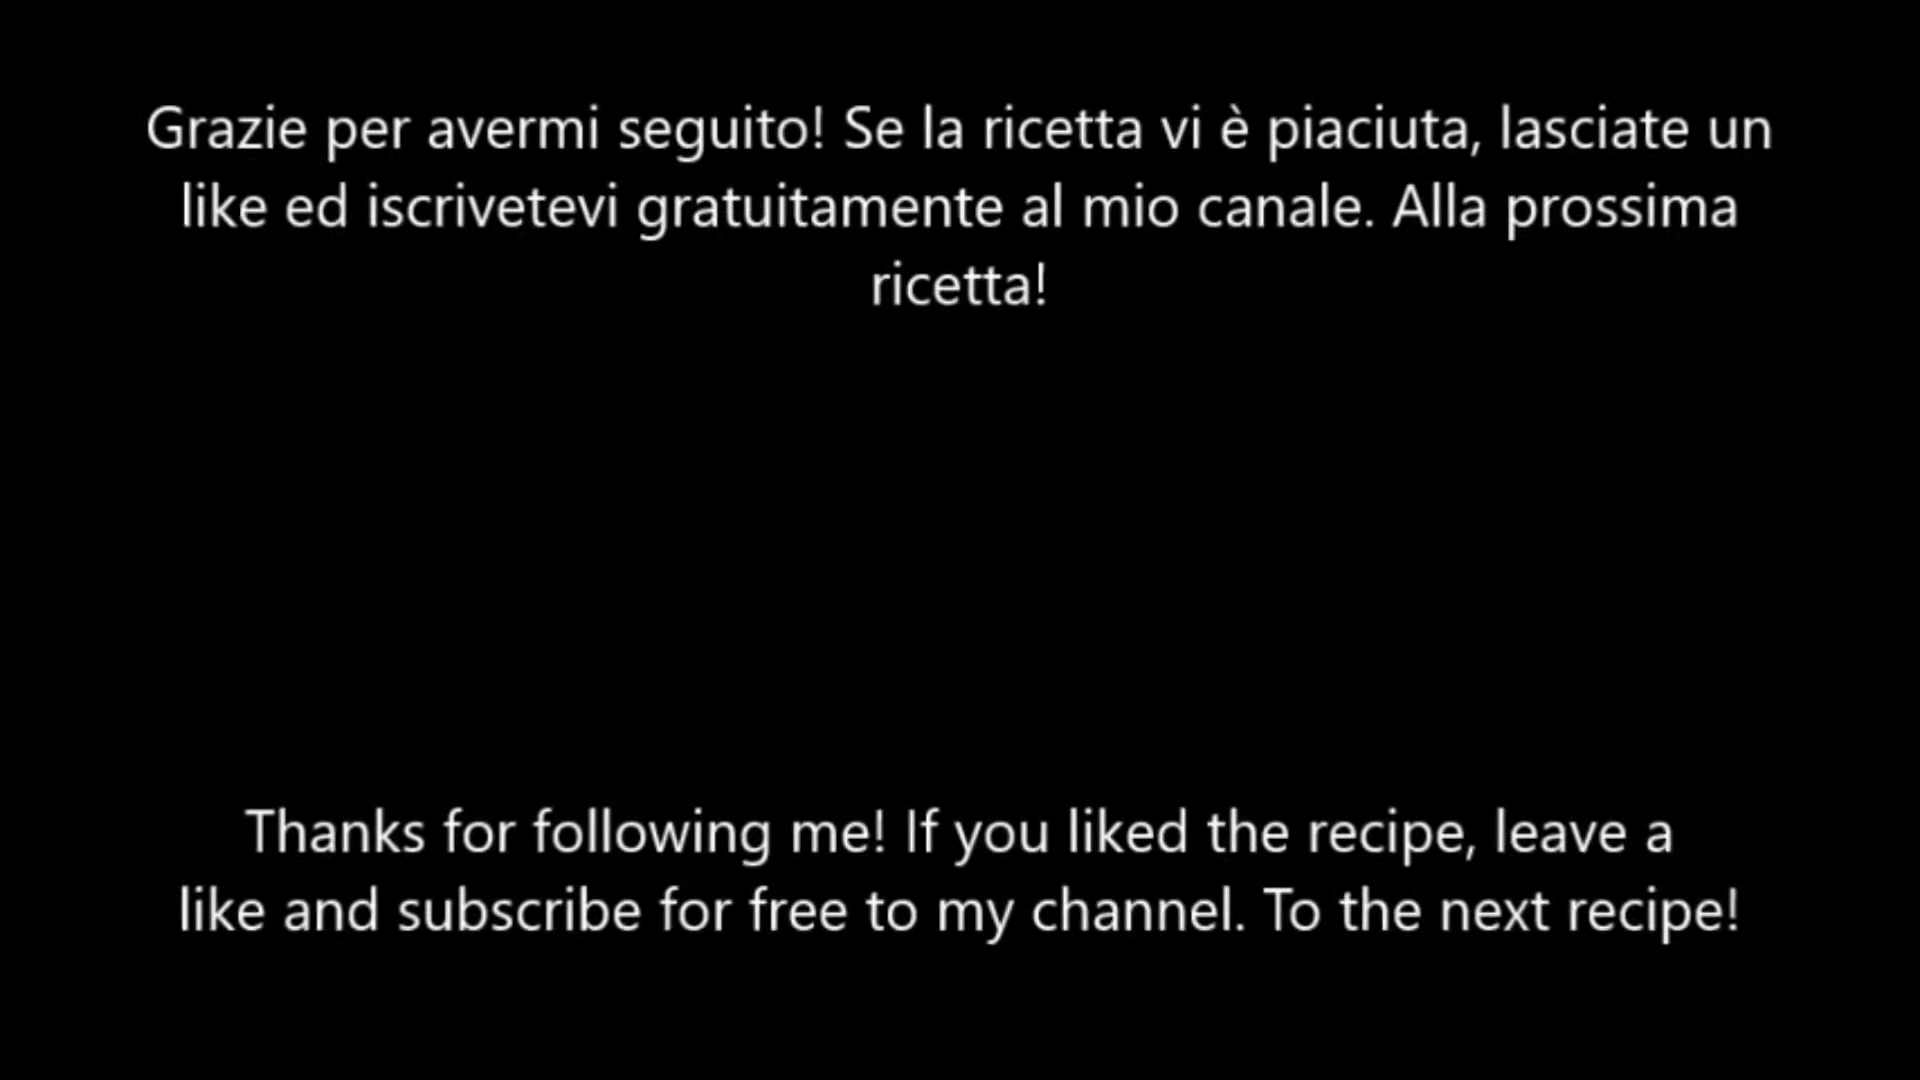 Grazie per avermi seguito! Se la ricetta vi è piaciuta, lasciate un
like ed iscrivetevi gratuitamente al mio canale. Alla prossima
ricetta!
Thanks for following me! If you liked the recipe, leave a
like and subscribe for free to my channel. To the next recipe!